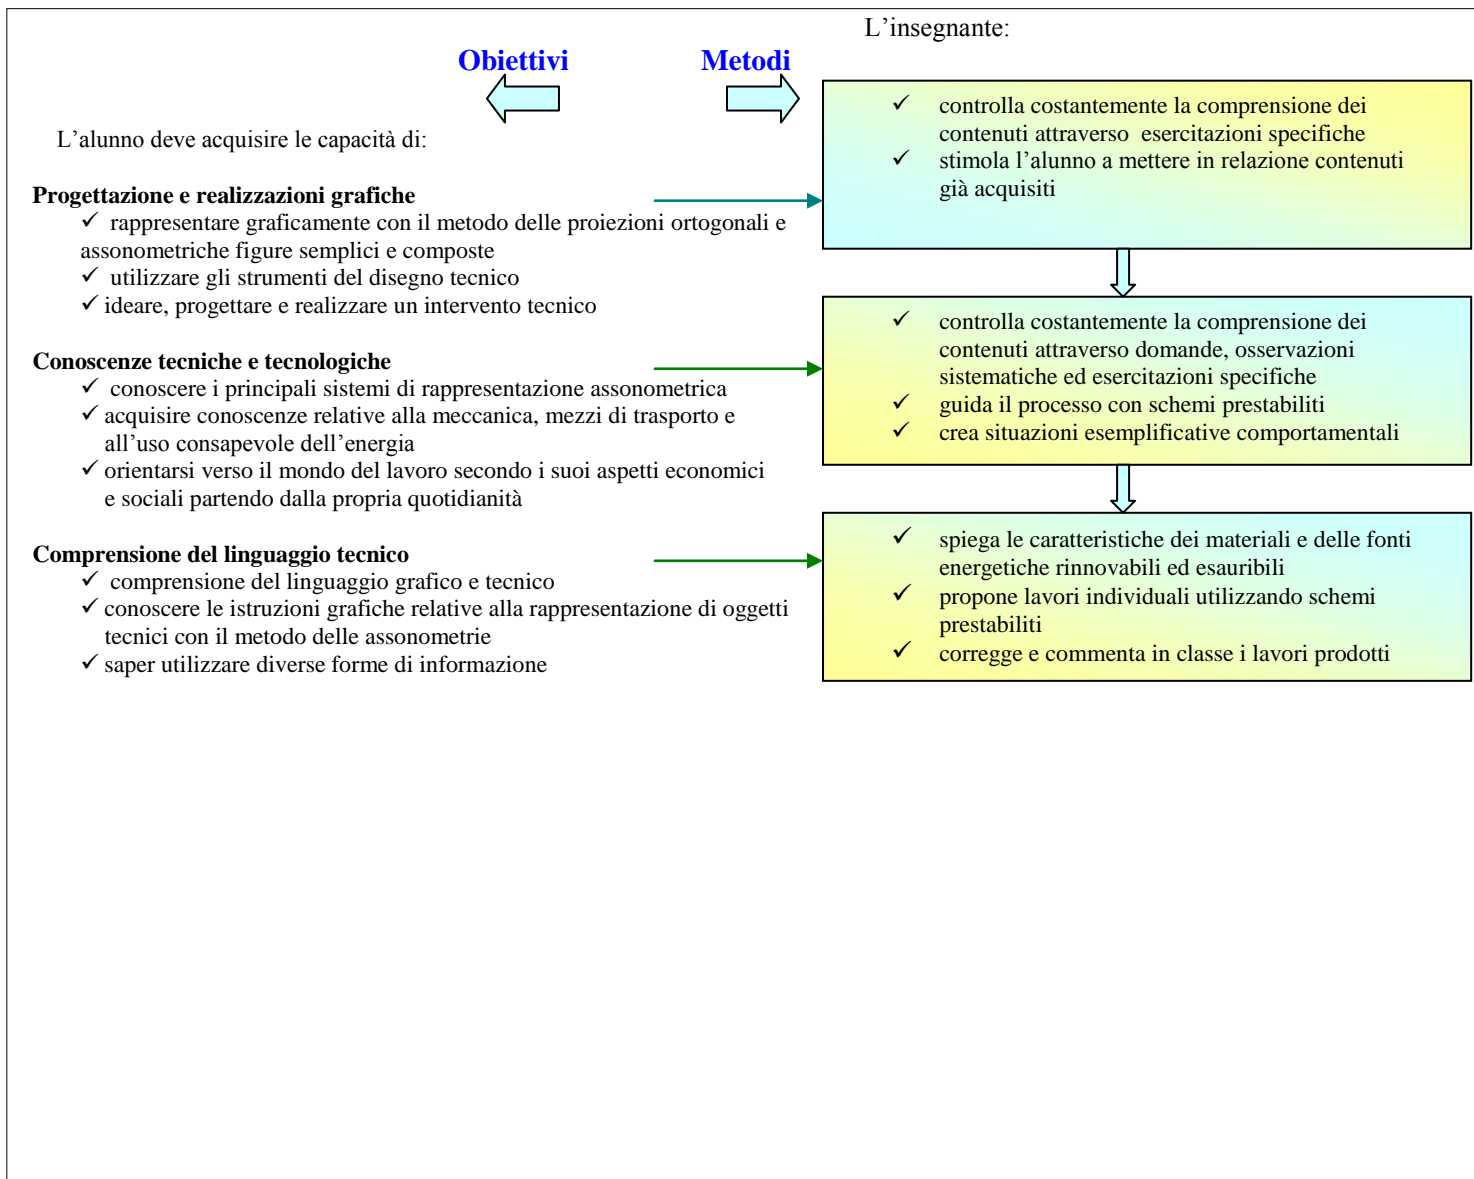 L'insegnante:
Obiettivi
Metodi
L'alunno deve acquisire le capacità di:
Progettazione e realizzazioni grafiche
✓ rappresentare graficamente con il metodo delle proiezioni ortogonali e
assonometriche figure semplici e composte
✓ utilizzare gli strumenti del disegno tecnico
✓ ideare, progettare e realizzare un intervento tecnico
Conoscenze tecniche e tecnologiche
✓ conoscere i principali sistemi di rappresentazione assonometrica
✓ acquisire conoscenze relative alla meccanica, mezzi di trasporto e
all'uso consapevole dell'energia
✓ orientarsi verso il mondo del lavoro secondo i suoi aspetti economici
e sociali partendo dalla propria quotidianità
Comprensione del linguaggio tecnico
✓ comprensione del linguaggio grafico e tecnico
✓ conoscere le istruzioni grafiche relative alla rappresentazione di oggetti
tecnici con il metodo delle assonometrie
✓ saper utilizzare diverse forme di informazione
✓ controlla costantemente la comprensione dei
contenuti attraverso esercitazioni specifiche
✓ stimola l'alunno a mettere in relazione contenuti
già acquisiti
✓ controlla costantemente la comprensione dei
contenuti attraverso domande, osservazioni
sistematiche ed esercitazioni specifiche
✓ guida il processo con schemi prestabiliti
✓ crea situazioni esemplificative comportamentali
✓ spiega le caratteristiche dei materiali e delle fonti
energetiche rinnovabili ed esauribili
✓ propone lavori individuali utilizzando schemi
prestabiliti
✓ corregge e commenta in classe i lavori prodotti